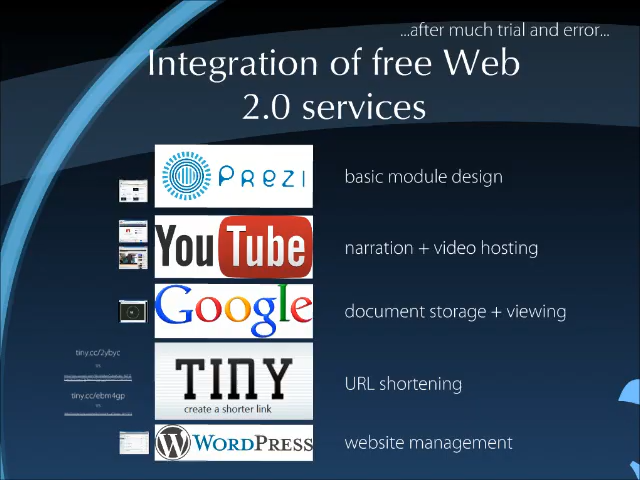 ...after much trial and error...
Integration of free Web
2.0 services
PREZI
basic module design
YouTube
narration + video hosting
Google
document storage + viewing
tiny.cc/2ybyc
vs
tiny.cc/ebm4gp
vs
TINY
create a shorter link
URL shortening
WORDPRESS
website management